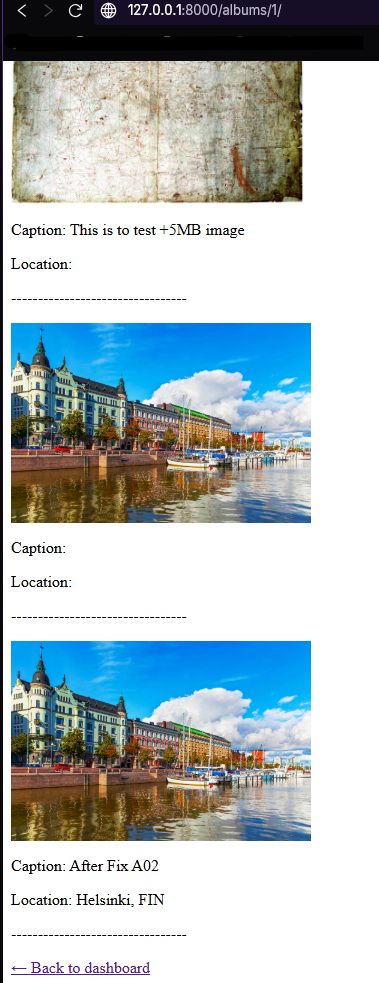 127.0.0.1:8000/albums/1/
Caption: This is to test +5MB image
Location:
---------------------------------
Caption:
Location:
---------------------------------
Caption: After Fix A02
Location: Helsinki, FIN
---------------------------------
← Back to dashboard